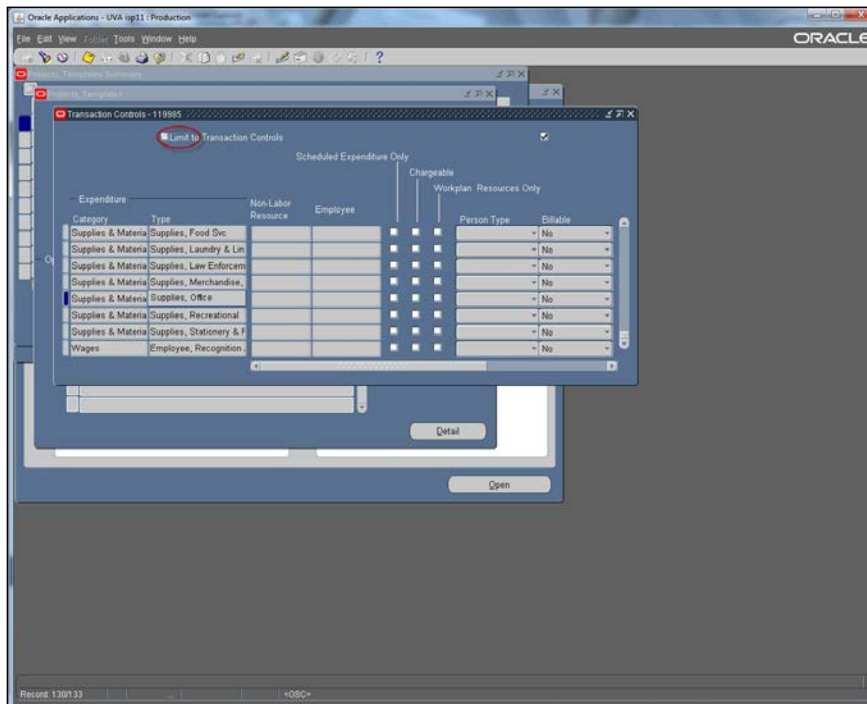 Oracle Applications - UVA isp11 : Production
File Edit View Folder Tools Window Help
ORACLE
Projects, Templates Summary
Projects, Templates
Transaction Controls - 119985
Limit to Transaction Controls
Scheduled Expenditure Only
Chargeable
Workplan Resources Only
Expenditure
Non-Labor
Resource
Employee
Category Type Person Type Billable
Supplies & Materia Supplies, Food Svc No
Supplies & Materia Supplies, Laundry & Lin No
Supplies & Materia Supplies, Law Enforcem No
Supplies & Materia Supplies, Merchandise, No
Supplies & Materia Supplies, Office No
Supplies & Materia Supplies, Recreational No
Supplies & Materia Supplies, Stationery & F No
Wages Employee, Recognition No
Op
Detail
Open
Record: 130/133 ... <OSC>